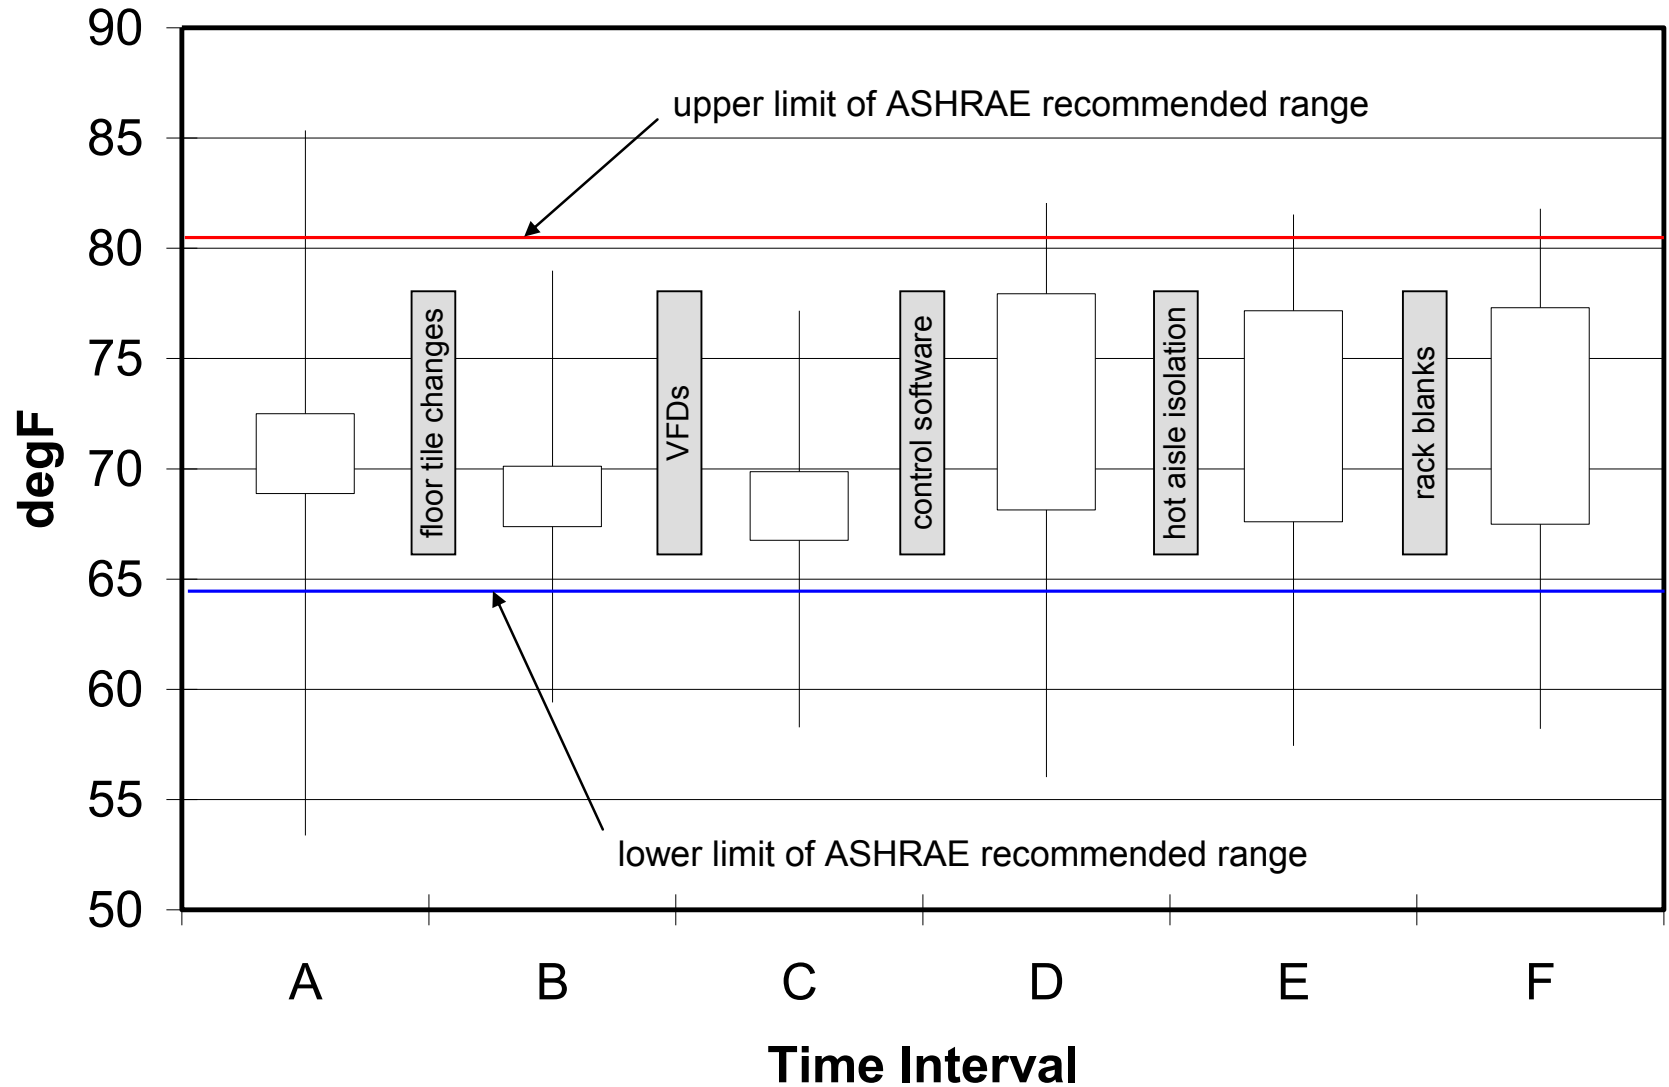 90
85
80
75
70
65
60
55
50
degF
upper limit of ASHRAE recommended range
floor tile changes
VFDs
control software
hot aisle isolation
rack blanks
lower limit of ASHRAE recommended range
A B C D E F
Time Interval